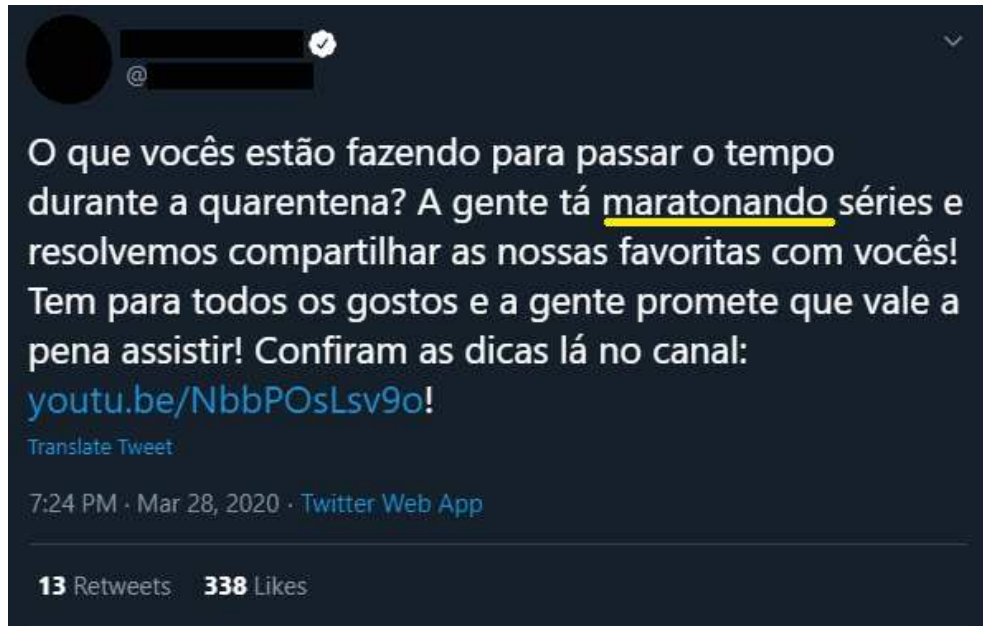 @
O que vocês estão fazendo para passar o tempo
durante a quarentena? A gente tá maratonando séries e
resolvemos compartilhar as nossas favoritas com vocês!
Tem para todos os gostos e a gente promete que vale a
pena assistir! Confiram as dicas lá no canal:
youtu.be/NbbPOsLsv9o!
Translate Tweet
7:24 PM · Mar 28, 2020 · Twitter Web App
13 Retweets 338 Likes